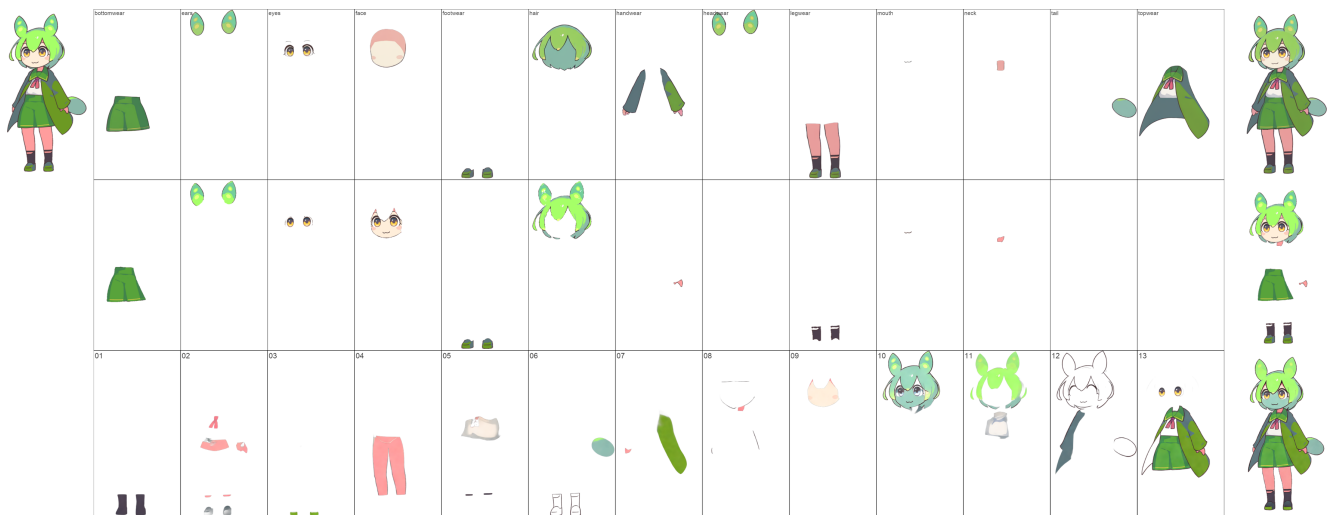 bottomwear
ears
eyes
face
footwear
hair
handwear
headwear
legwear
mouth
neck
tail
topwear
01
02
03
04
05
06
07
08
09
10
11
12
13